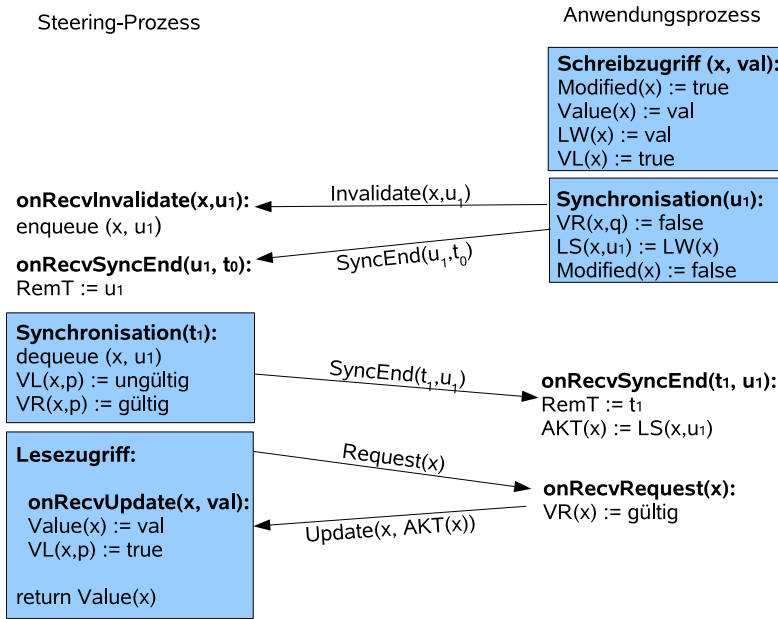 Steering-Prozess
Anwendungsprozess
Schreibzugriff (x, val):
Modified(x) := true
Value(x) := val
LW(x) := val
VL(x) := true
onRecvInvalidate(x,u1):
enqueue (x, u1)
Invalidate(x,u1)
Synchronisation(u1):
VR(x,q) := false
LS(x,u1) := LW(x)
Modified(x) := false
onRecvSyncEnd(u1, t0):
RemT := u1
SyncEnd(u1,t0)
Synchronisation(t1):
dequeue (x, u1)
VL(x,p) := ungültig
VR(x,p) := gültig
SyncEnd(t1,u1)
onRecvSyncEnd(t1, u1):
RemT := t1
AKT(x) := LS(x,u1)
Lesezugriff:
Request(x)
onRecvRequest(x):
VR(x) := gültig
onRecvUpdate(x, val):
Value(x) := val
VL(x,p) := true
Update(x, AKT(x))
return Value(x)